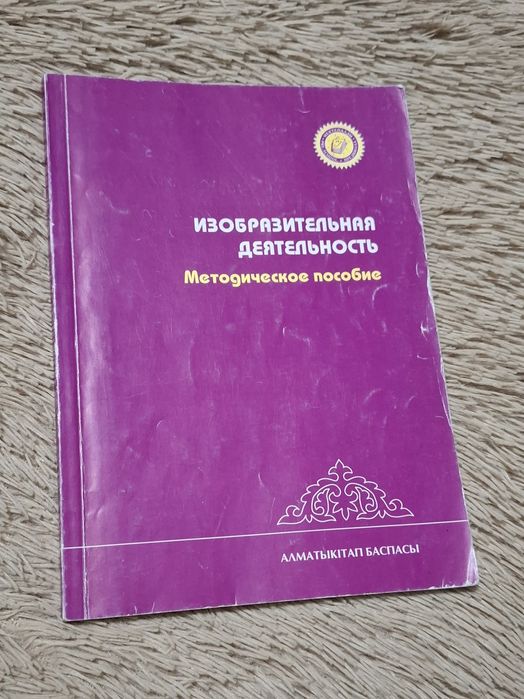 ИЗОБРАЗИТЕЛЬНАЯ
ДЕЯТЕЛЬНОСТЬ
Методическое пособие
АЛМАТЫКІТАП БАСПАСЫ